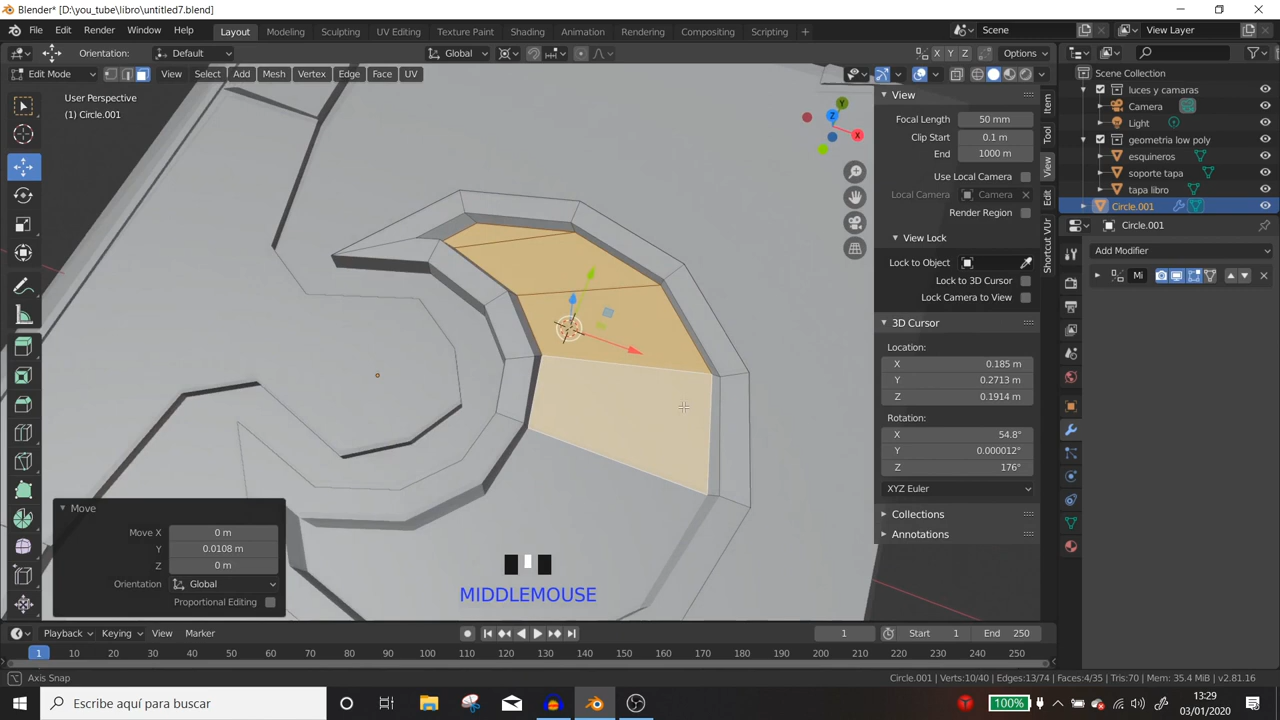 Blender* [D:\you_tube\libro\untitled7.blend]
File Edit Render Window Help Layout Modeling Sculpting UV Editing Texture Paint Shading Animation Rendering Compositing Scripting + Scene View Layer
Orientation: Default Global X Y Z Options
Edit Mode View Select Add Mesh Vertex Edge Face UV
User Perspective
(1) Circle.001
Z Y X
View
Focal Length 50 mm
Clip Start 0.1 m
End 1000 m
Use Local Camera
Local Camera Camera
Render Region
View Lock
Lock to Object
Lock to 3D Cursor
Lock Camera to View
3D Cursor
Location:
X 0.185 m
Y 0.2713 m
Z 0.1914 m
Rotation:
X 54.8°
Y 0.000012°
Z 176°
XYZ Euler
Collections
Annotations
Item
Tool
View
Edit
Shortcut VUr
Scene Collection
luces y camaras
Camera
Light
geometria low poly
esquineros
soporte tapa
tapa libro
Circle.001
Circle.001
Add Modifier
Mi
Move
Move X 0 m
Y 0.0108 m
Z 0 m
Orientation Global
Proportional Editing
MIDDLEMOUSE
Playback Keying View Marker 1 Start 1 End 250
1 10 20 30 40 50 60 70 80 90 100 110 120 130 140 150 160 170 180 190 200 210 220 230 240 250
Axis Snap Circle.001 | Verts:10/40 | Edges:13/74 | Faces:4/35 | Tris:70 | Mem: 35.4 MiB | v2.81.16
Escribe aquí para buscar 100% 13:29
03/01/2020